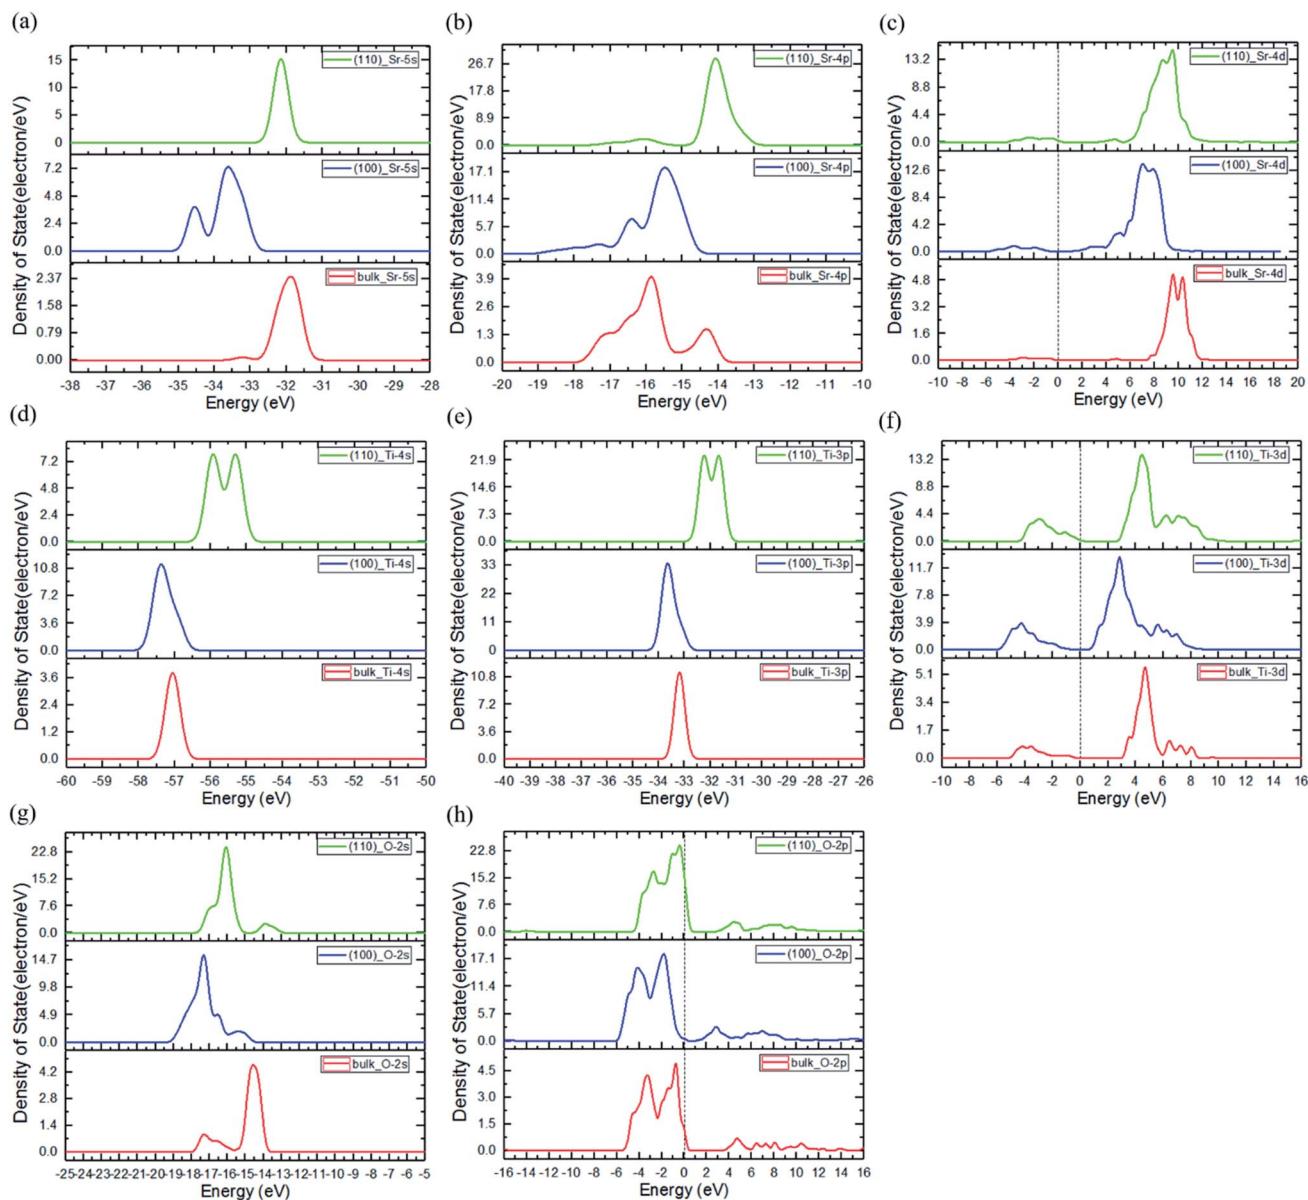 (a)
(110)_Sr-5s
(100)_Sr-5s
bulk_Sr-5s
Density of State(electron/eV)
15
10
5
0
7.2
4.8
2.4
0.0
2.37
1.58
0.79
0.00
-38 -37 -36 -35 -34 -33 -32 -31 -30 -29 -28
Energy (eV)
(b)
(110)_Sr-4p
(100)_Sr-4p
bulk_Sr-4p
Density of State(electron/eV)
26.7
17.8
8.9
0.0
17.1
11.4
5.7
0.0
3.9
2.6
1.3
0.0
-20 -19 -18 -17 -16 -15 -14 -13 -12 -11 -10
Energy (eV)
(c)
(110)_Sr-4d
(100)_Sr-4d
bulk_Sr-4d
Density of State(electron/eV)
13.2
8.8
4.4
0.0
12.6
8.4
4.2
0.0
4.8
3.2
1.6
0.0
-10 -8 -6 -4 -2 0 2 4 6 8 10 12 14 16 18 20
Energy (eV)
(d)
(110)_Ti-4s
(100)_Ti-4s
bulk_Ti-4s
Density of State(electron/eV)
7.2
4.8
2.4
0.0
10.8
7.2
3.6
0.0
3.6
2.4
1.2
0.0
-60 -59 -58 -57 -56 -55 -54 -53 -52 -51 -50
Energy (eV)
(e)
(110)_Ti-3p
(100)_Ti-3p
bulk_Ti-3p
Density of State(electron/eV)
21.9
14.6
7.3
0.0
33
22
11
0
10.8
7.2
3.6
0.0
-40 -39 -38 -37 -36 -35 -34 -33 -32 -31 -30 -29 -28 -27 -26
Energy (eV)
(f)
(110)_Ti-3d
(100)_Ti-3d
bulk_Ti-3d
Density of State(electron/eV)
13.2
8.8
4.4
0.0
11.7
7.8
3.9
0.0
5.1
3.4
1.7
0.0
-10 -8 -6 -4 -2 0 2 4 6 8 10 12 14 16
Energy (eV)
(g)
(110)_O-2s
(100)_O-2s
bulk_O-2s
Density of State(electron/eV)
22.8
15.2
7.6
0.0
14.7
9.8
4.9
0.0
4.2
2.8
1.4
0.0
-25-24-23-22-21-20-19-18-17-16-15-14-13-12-11-10 -9 -8 -7 -6 -5
Energy (eV)
(h)
(110)_O-2p
(100)_O-2p
bulk_O-2p
Density of State(electron/eV)
22.8
15.2
7.6
0.0
17.1
11.4
5.7
0.0
4.5
3.0
1.5
0.0
-16 -14 -12 -10 -8 -6 -4 -2 0 2 4 6 8 10 12 14 16
Energy (eV)